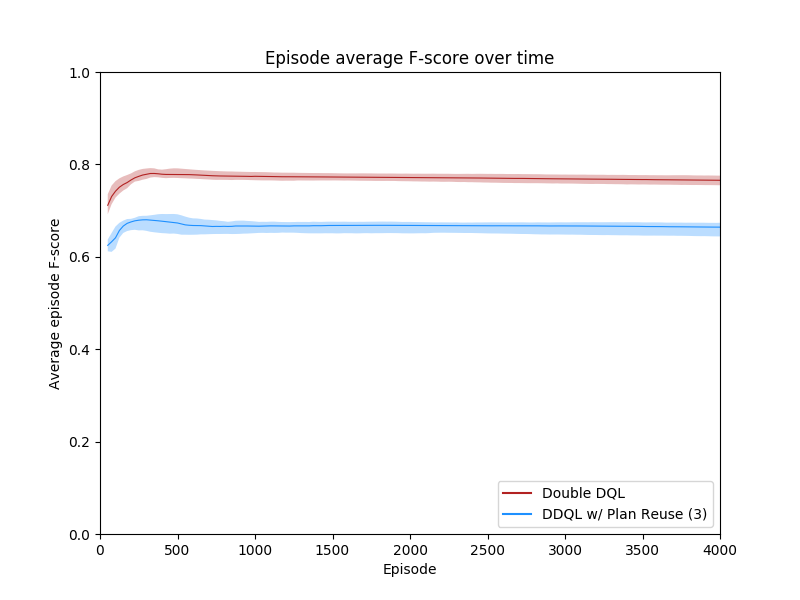 Episode average F-score over time
Average episode F-score
1.0
0.8
0.6
0.4
0.2
0.0
0 500 1000 1500 2000 2500 3000 3500 4000
Episode
Double DQL
DDQL w/ Plan Reuse (3)